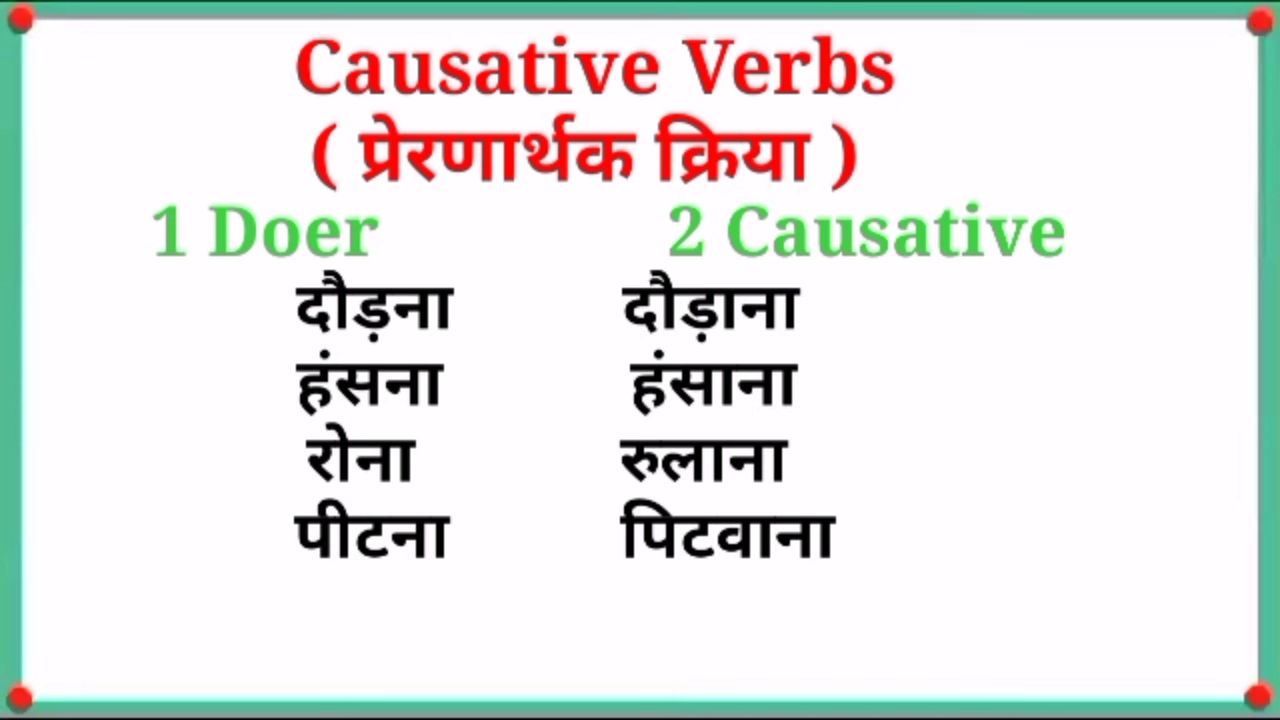 Causative Verbs
( प्रेरणार्थक क्रिया )
1 Doer 2 Causative
दौड़ना दौड़ाना
हंसना हंसाना
रोना रुलाना
पीटना पिटवाना